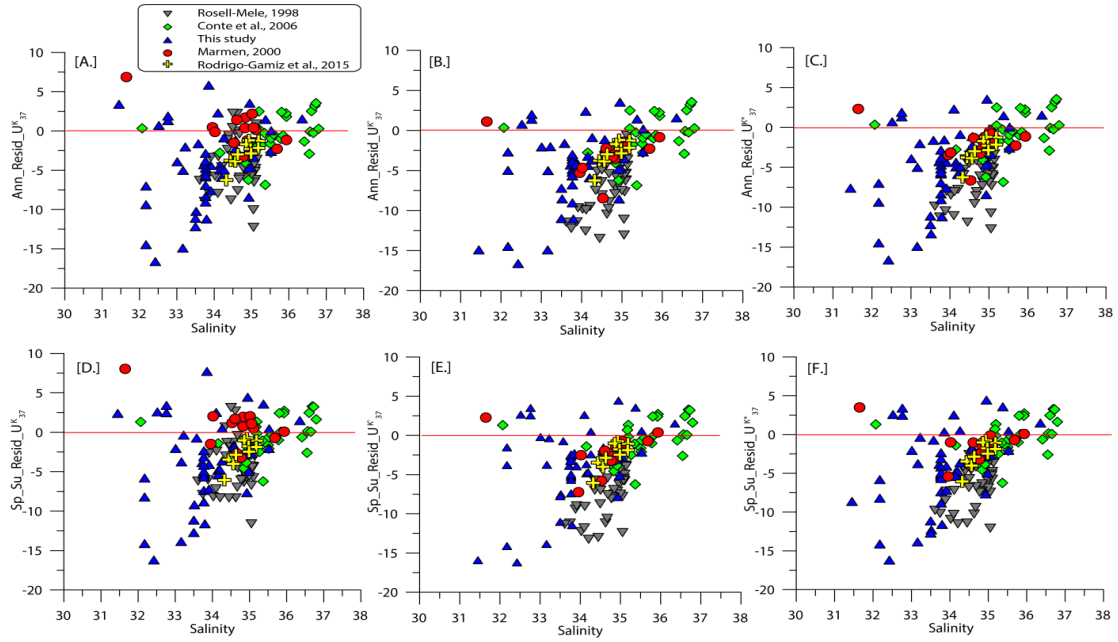 Rosell-Mele, 1998
Conte et al., 2006
This study
Marmen, 2000
Rodrigo-Gamiz et al., 2015
[A.]
[B.]
[C.]
10
5
0
-5
-10
-15
-20
Ann_Resid_U^K_37
30 31 32 33 34 35 36 37 38
Salinity
10
5
0
-5
-10
-15
-20
Ann_Resid_U^K'_37
30 31 32 33 34 35 36 37 38
Salinity
10
5
0
-5
-10
-15
-20
Ann_Resid_U^K*_37
30 31 32 33 34 35 36 37 38
Salinity
[D.]
[E.]
[F.]
10
5
0
-5
-10
-15
-20
Sp_Su_Resid_U^K_37
30 31 32 33 34 35 36 37 38
Salinity
10
5
0
-5
-10
-15
-20
Sp_Su_Resid_U^K'_37
30 31 32 33 34 35 36 37 38
Salinity
10
5
0
-5
-10
-15
-20
Sp_Su_Resid_U^K*_37
30 31 32 33 34 35 36 37 38
Salinity